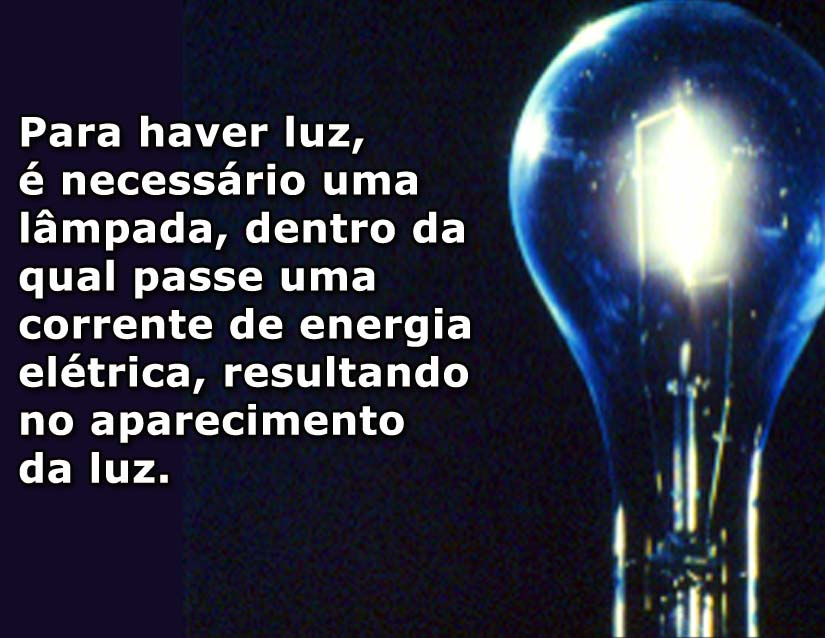 Para haver luz,
é necessário uma
lâmpada, dentro da
qual passe uma
corrente de energia
elétrica, resultando
no aparecimento
da luz.